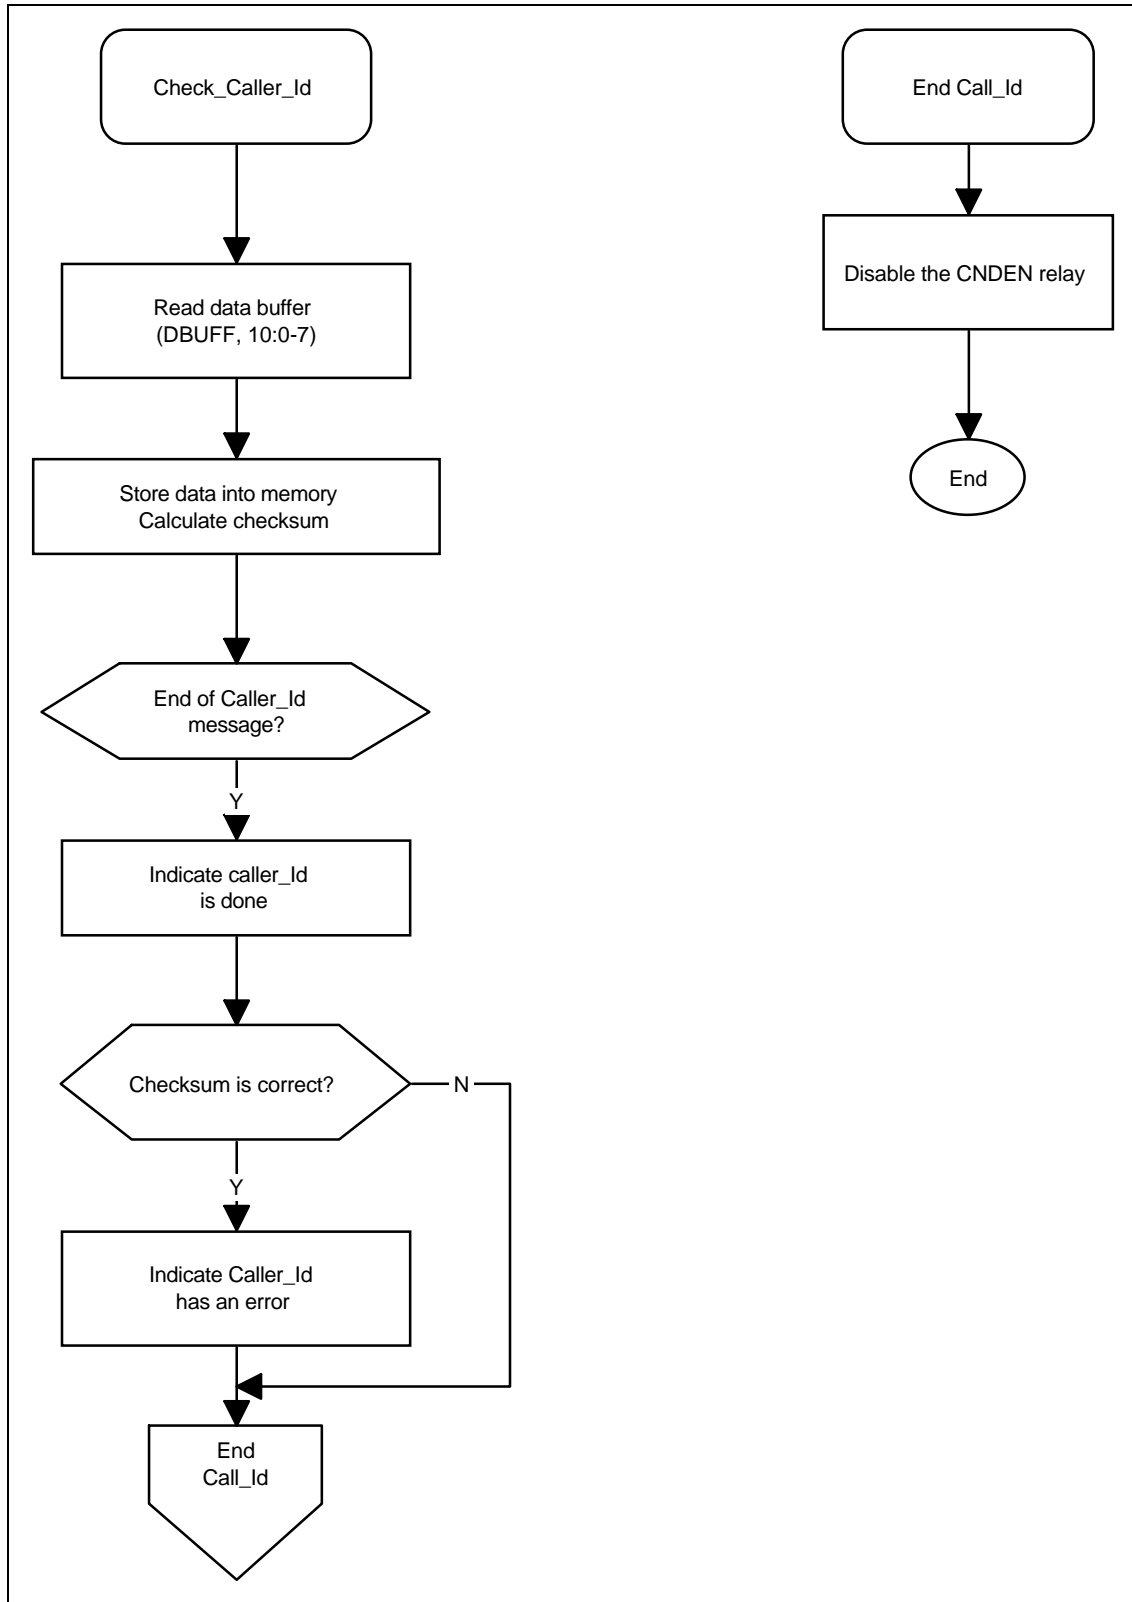 Check_Caller_Id
Read data buffer
(DBUFF, 10:0-7)
Store data into memory
Calculate checksum
End of Caller_Id
message?
Y
Indicate caller_Id
is done
Checksum is correct?
N
Y
Indicate Caller_Id
has an error
End
Call_Id
End Call_Id
Disable the CNDEN relay
End